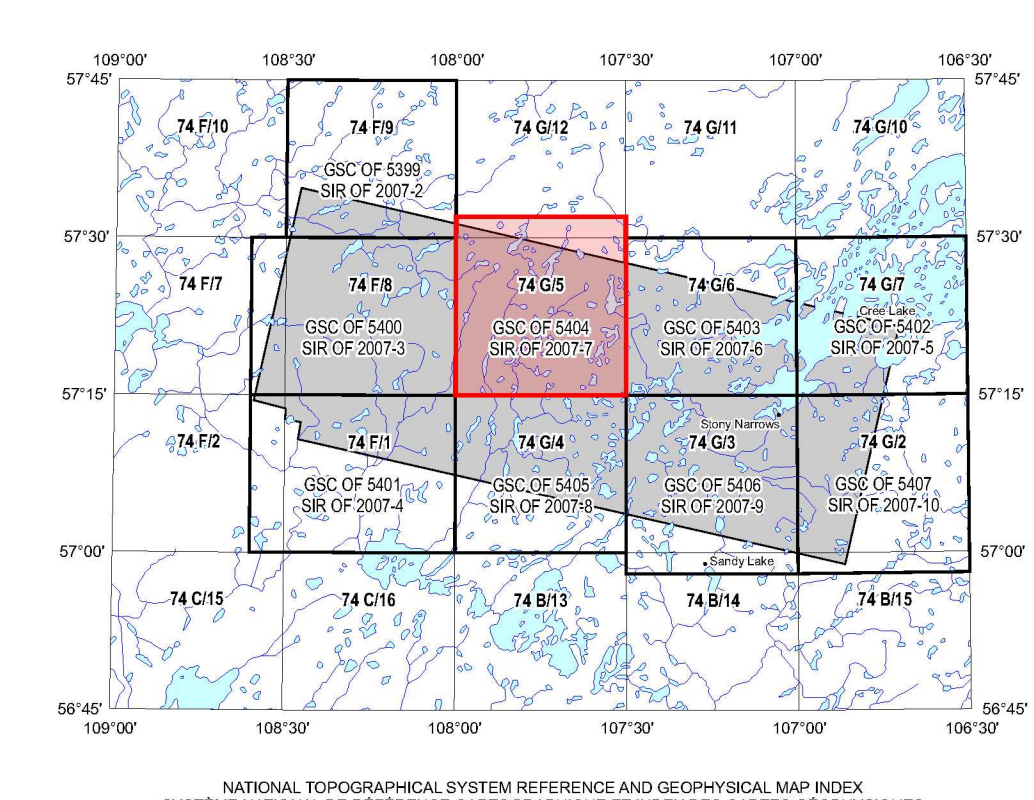 109°00' 108°30' 108°00' 107°30' 107°00' 106°30'
57°45' 57°45'
74 F/10 74 F/9 74 G/12 74 G/11 74 G/10
GSC OF 5399
SIR OF 2007-2
57°30' 57°30'
74 F/7 74 F/8 74 G/5 74 G/6 74 G/7
Cree Lake
GSC OF 5400 GSC OF 5404 GSC OF 5403 GSC OF 5402
SIR OF 2007-3 SIR OF 2007-7 SIR OF 2007-6 SIR OF 2007-5
57°15' 57°15'
Stony Narrows
74 F/2 74 F/1 74 G/4 74 G/3 74 G/2
GSC OF 5401 GSC OF 5405 GSC OF 5406 GSC OF 5407
SIR OF 2007-4 SIR OF 2007-8 SIR OF 2007-9 SIR OF 2007-10
57°00' 57°00'
Sandy Lake
74 C/15 74 C/16 74 B/13 74 B/14 74 B/15
56°45' 56°45'
109°00' 108°30' 108°00' 107°30' 107°00' 106°30'
NATIONAL TOPOGRAPHICAL SYSTEM REFERENCE AND GEOPHYSICAL MAP INDEX